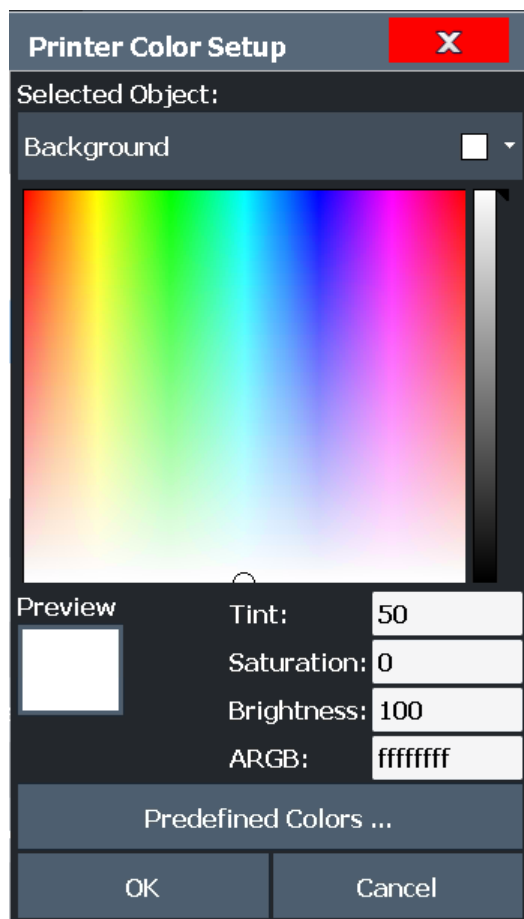 Printer Color Setup X
Selected Object:
Background
Preview
Tint: 50
Saturation: 0
Brightness: 100
ARGB: ffffffff
Predefined Colors ...
OK Cancel